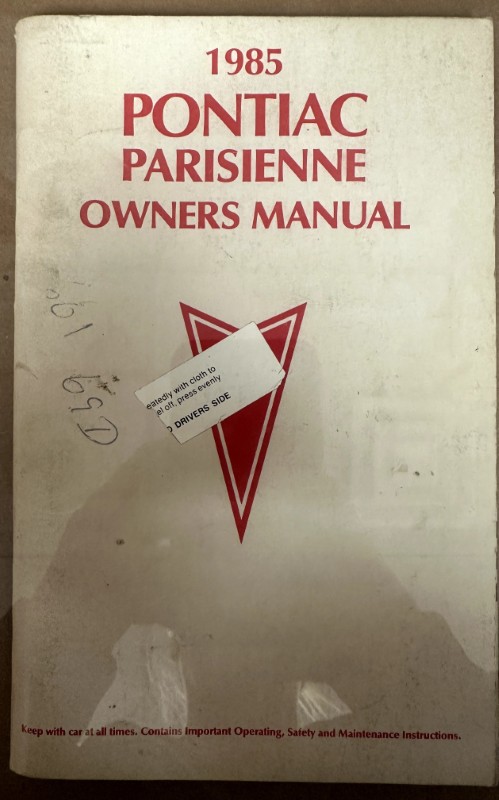 1985
PONTIAC
PARISIENNE
OWNERS MANUAL
eatedly with cloth to
el off, press evenly
DRIVERS SIDE
Keep with car at all times. Contains Important Operating, Safety and Maintenance Instructions.